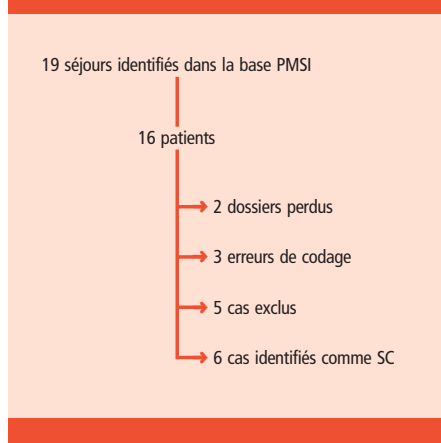 19 séjours identifiés dans la base PMSI
16 patients
2 dossiers perdus
3 erreurs de codage
5 cas exclus
6 cas identifiés comme SC